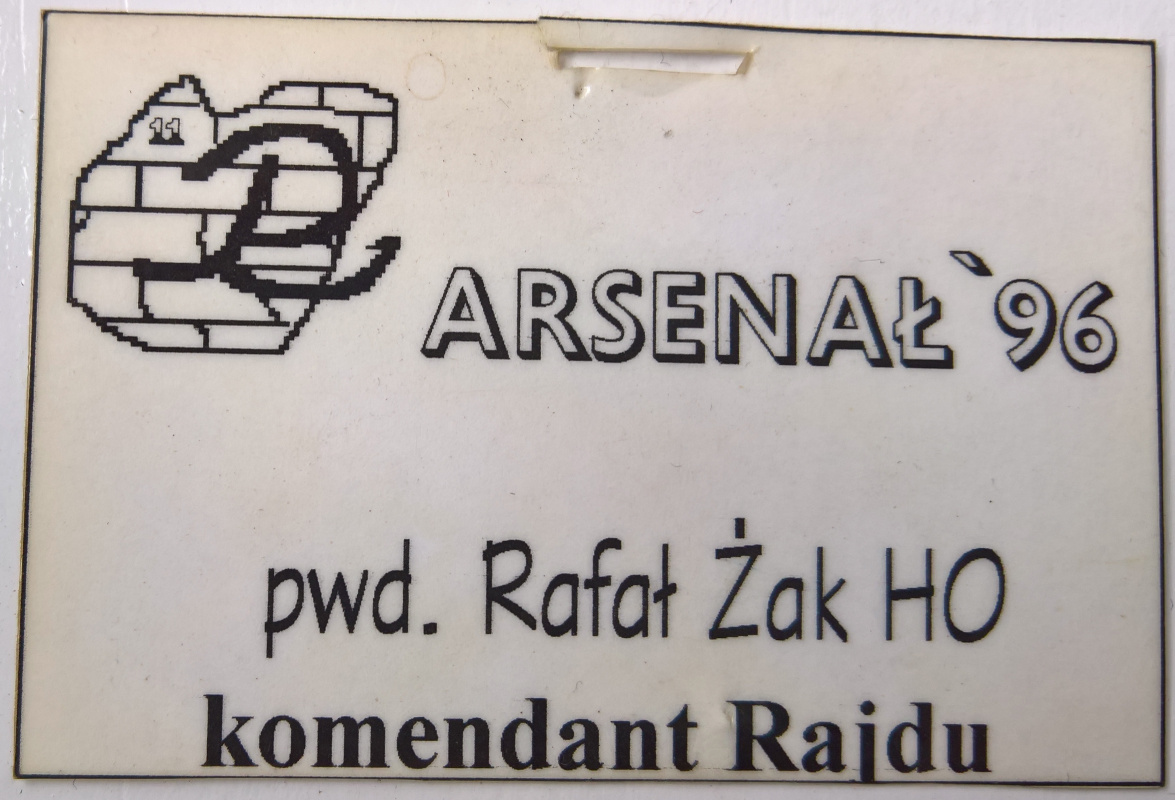 11
ARSENAŁ`96
pwd. Rafał Żak HO
komendant Rajdu